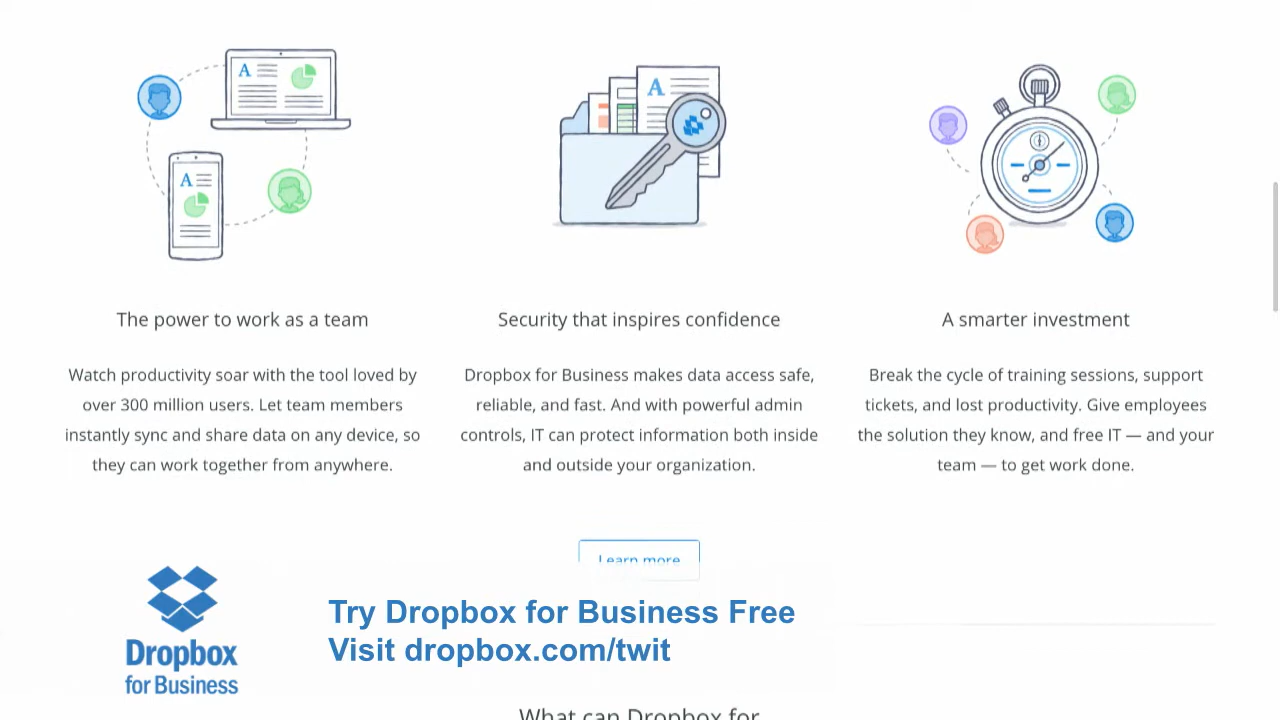 A
A
A
The power to work as a team
Watch productivity soar with the tool loved by
over 300 million users. Let team members
instantly sync and share data on any device, so
they can work together from anywhere.
Security that inspires confidence
Dropbox for Business makes data access safe,
reliable, and fast. And with powerful admin
controls, IT can protect information both inside
and outside your organization.
A smarter investment
Break the cycle of training sessions, support
tickets, and lost productivity. Give employees
the solution they know, and free IT — and your
team — to get work done.
Learn more
Dropbox
for Business
Try Dropbox for Business Free
Visit dropbox.com/twit
What can Dropbox for